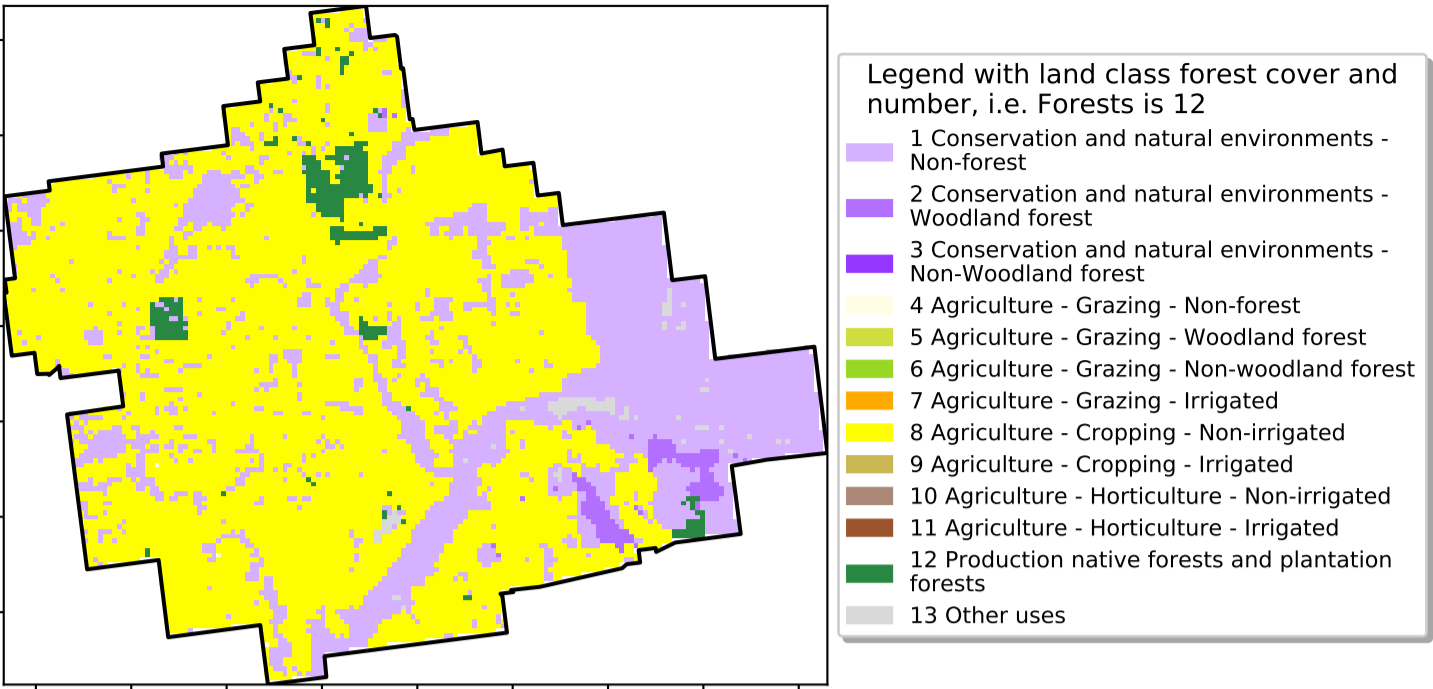 Legend with land class forest cover and
number, i.e. Forests is 12
1 Conservation and natural environments -
Non-forest
2 Conservation and natural environments -
Woodland forest
3 Conservation and natural environments -
Non-Woodland forest
4 Agriculture - Grazing - Non-forest
5 Agriculture - Grazing - Woodland forest
6 Agriculture - Grazing - Non-woodland forest
7 Agriculture - Grazing - Irrigated
8 Agriculture - Cropping - Non-irrigated
9 Agriculture - Cropping - Irrigated
10 Agriculture - Horticulture - Non-irrigated
11 Agriculture - Horticulture - Irrigated
12 Production native forests and plantation
forests
13 Other uses